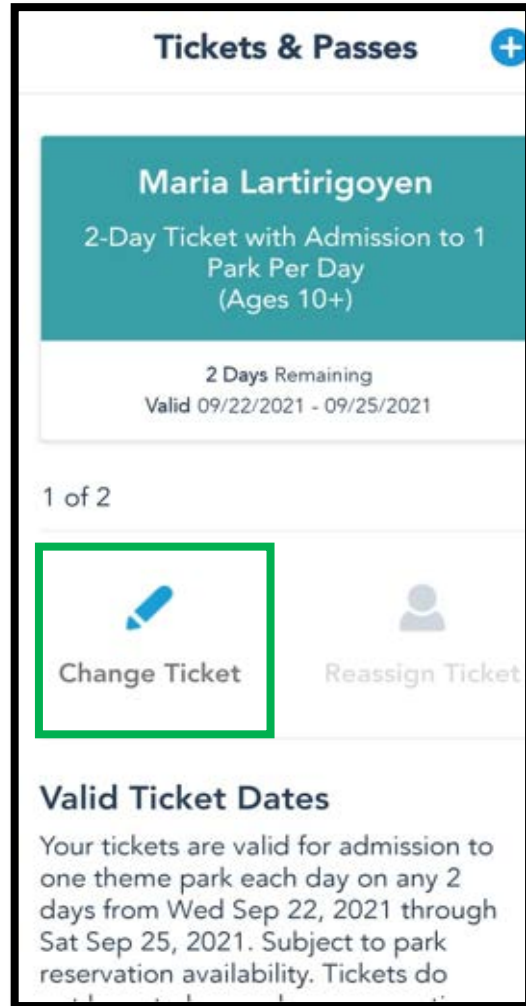 Tickets & Passes
Maria Lartirigoyen
2-Day Ticket with Admission to 1
Park Per Day
(Ages 10+)
2 Days Remaining
Valid 09/22/2021 - 09/25/2021
1 of 2
Change Ticket
Reassign Ticket
Valid Ticket Dates
Your tickets are valid for admission to
one theme park each day on any 2
days from Wed Sep 22, 2021 through
Sat Sep 25, 2021. Subject to park
reservation availability. Tickets do